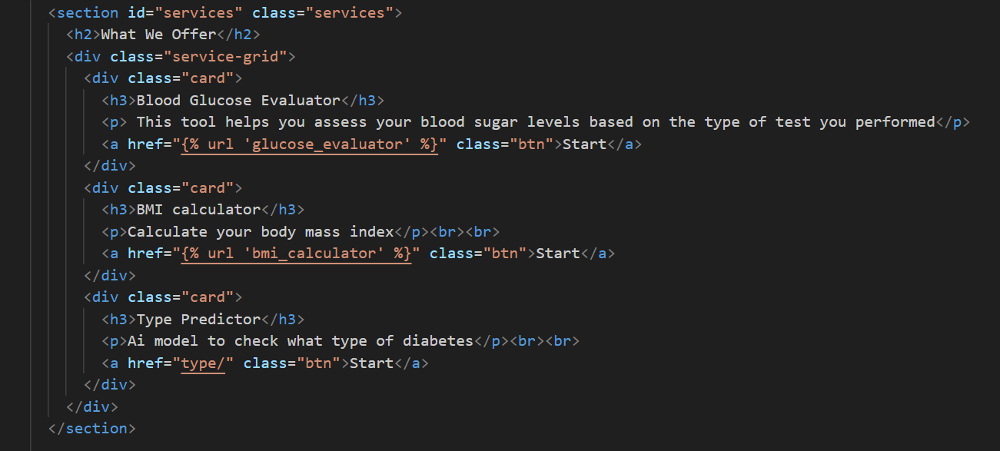 <section id="services" class="services">
<h2>What We Offer</h2>
<div class="service-grid">
<div class="card">
<h3>Blood Glucose Evaluator</h3>
<p> This tool helps you assess your blood sugar levels based on the type of test you performed</p>
<a href="{% url 'glucose_evaluator' %}" class="btn">Start</a>
</div>
<div class="card">
<h3>BMI calculator</h3>
<p>Calculate your body mass index</p><br><br>
<a href="{% url 'bmi_calculator' %}" class="btn">Start</a>
</div>
<div class="card">
<h3>Type Predictor</h3>
<p>Ai model to check what type of diabetes</p><br><br>
<a href="type/" class="btn">Start</a>
</div>
</div>
</section>